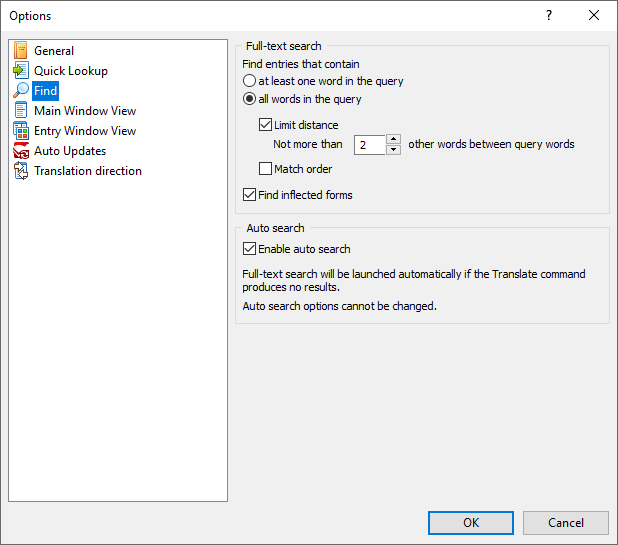 Options
?
General
Quick Lookup
Find
Main Window View
Entry Window View
Auto Updates
Translation direction
Full-text search
Find entries that contain
at least one word in the query
all words in the query
Limit distance
Not more than 2 other words between query words
Match order
Find inflected forms
Auto search
Enable auto search
Full-text search will be launched automatically if the Translate command
produces no results.
Auto search options cannot be changed.
OK
Cancel